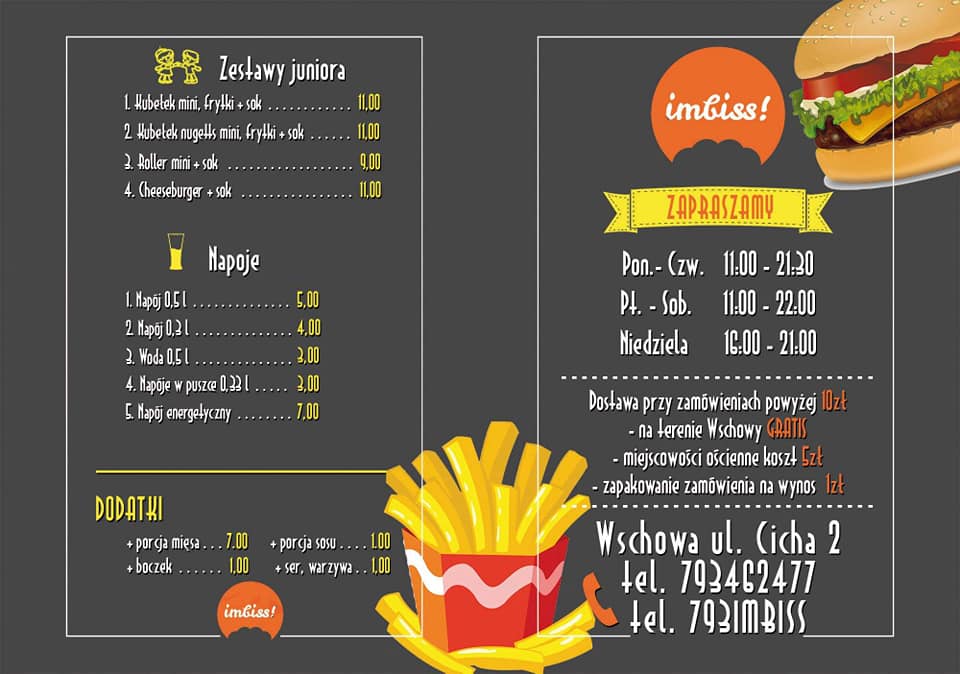 Zestawy juniora
1. Kubełek mini, frytki + sok . . . . . . . . . . . . 11,00
2. Kubełek nugetts mini, frytki + sok . . . . . . 11,00
3. Roller mini + sok . . . . . . . . . . . . . . . . . . 9,00
4. Cheeseburger + sok . . . . . . . . . . . . . . . . 11,00
Napoje
1. Napój 0,5 l . . . . . . . . . . . . . . 5,00
2. Napój 0,3 l . . . . . . . . . . . . . . 4,00
3. Woda 0,5 l . . . . . . . . . . . . . . 3,00
4. Napóje w puszce 0,33 l . . . . . 3,00
5. Napój energetyczny . . . . . . . . 7,00
DODATKI
+ porcja mięsa . . . 7.00 + porcja sosu . . . . 1.00
+ boczek . . . . . . 1,00 + ser, warzywa . . 1,00
imbiss!
imbiss!
ZAPRASZAMY
Pon.- Czw. 11:00 - 21:30
Pt. - Sob. 11:00 - 22:00
Niedziela 16:00 - 21:00
Dostawa przy zamówieniach powyżej 10zł
- na terenie Wschowy GRATIS
- miejscowości ościenne koszt 5zł
- zapakowanie zamówienia na wynos 1zł
Wschowa ul. Cicha 2
tel. 793462477
tel. 793IMBISS